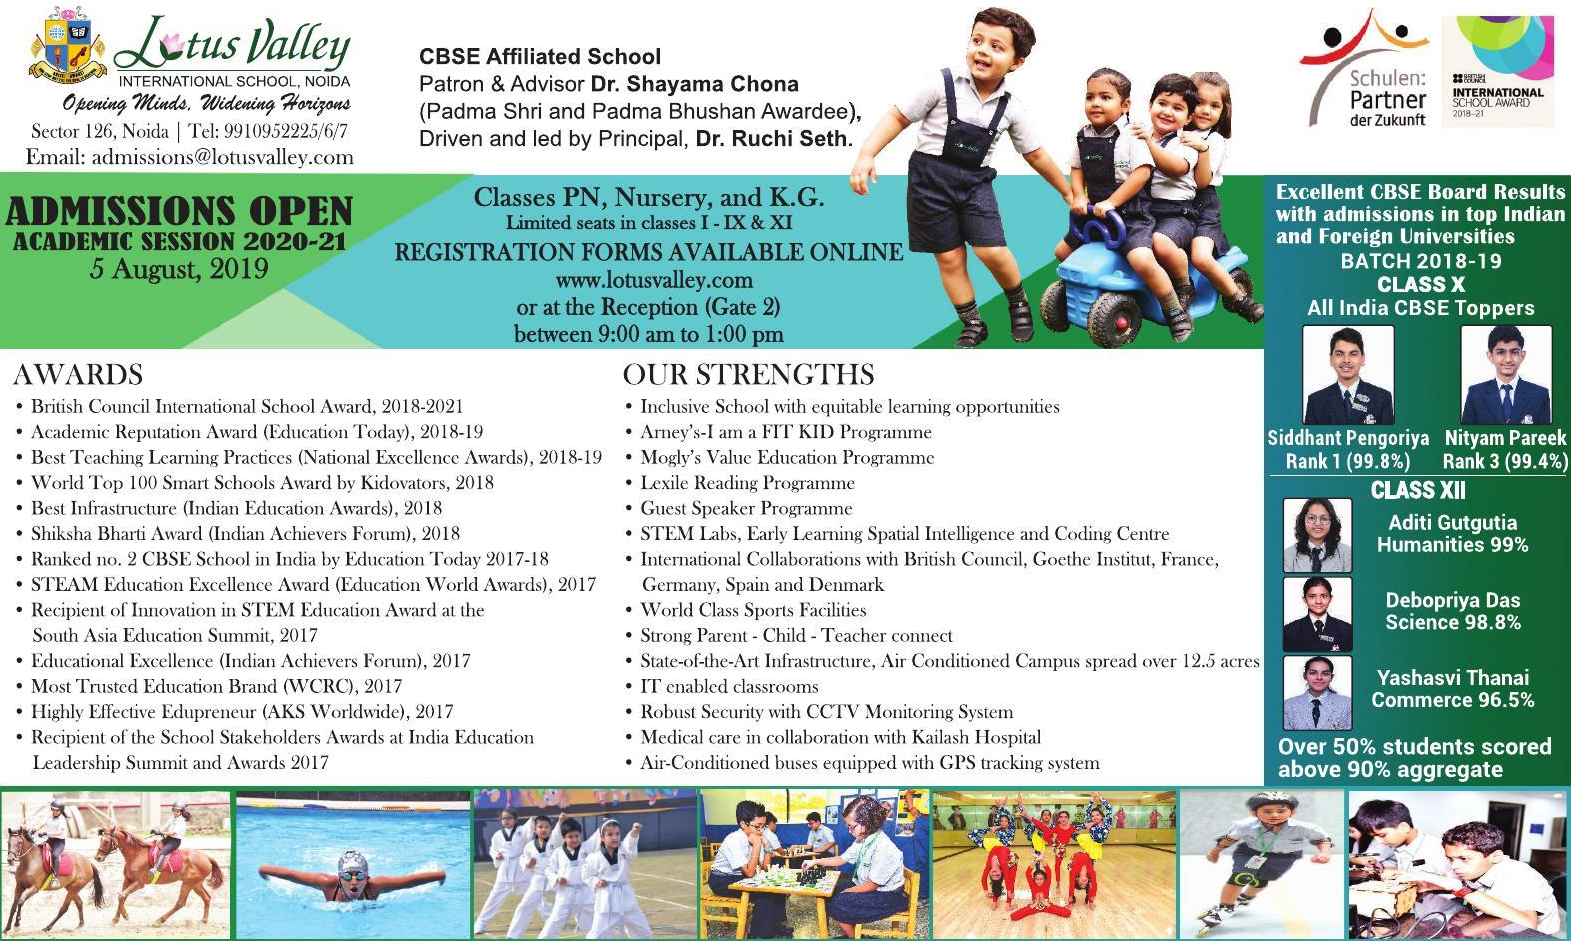 Lotus Valley
INTERNATIONAL SCHOOL, NOIDA
Opening Minds, Widening Horizons
Sector 126, Noida | Tel: 9910952225/6/7
Email: admissions@lotusvalley.com
CBSE Affiliated School
Patron & Advisor Dr. Shayama Chona
(Padma Shri and Padma Bhushan Awardee),
Driven and led by Principal, Dr. Ruchi Seth.
Schulen:
Partner
der Zukunft
BRITISH
COUNCIL
INTERNATIONAL
SCHOOL AWARD
2018-21
ADMISSIONS OPEN
ACADEMIC SESSION 2020-21
5 August, 2019
Classes PN, Nursery, and K.G.
Limited seats in classes I - IX & XI
REGISTRATION FORMS AVAILABLE ONLINE
www.lotusvalley.com
or at the Reception (Gate 2)
between 9:00 am to 1:00 pm
AWARDS
• British Council International School Award, 2018-2021
• Academic Reputation Award (Education Today), 2018-19
• Best Teaching Learning Practices (National Excellence Awards), 2018-19
• World Top 100 Smart Schools Award by Kidovators, 2018
• Best Infrastructure (Indian Education Awards), 2018
• Shiksha Bharti Award (Indian Achievers Forum), 2018
• Ranked no. 2 CBSE School in India by Education Today 2017-18
• STEAM Education Excellence Award (Education World Awards), 2017
• Recipient of Innovation in STEM Education Award at the
South Asia Education Summit, 2017
• Educational Excellence (Indian Achievers Forum), 2017
• Most Trusted Education Brand (WCRC), 2017
• Highly Effective Edupreneur (AKS Worldwide), 2017
• Recipient of the School Stakeholders Awards at India Education
Leadership Summit and Awards 2017
OUR STRENGTHS
• Inclusive School with equitable learning opportunities
• Arney's-I am a FIT KID Programme
• Mogly's Value Education Programme
• Lexile Reading Programme
• Guest Speaker Programme
• STEM Labs, Early Learning Spatial Intelligence and Coding Centre
• International Collaborations with British Council, Goethe Institut, France,
Germany, Spain and Denmark
• World Class Sports Facilities
• Strong Parent - Child - Teacher connect
• State-of-the-Art Infrastructure, Air Conditioned Campus spread over 12.5 acres
• IT enabled classrooms
• Robust Security with CCTV Monitoring System
• Medical care in collaboration with Kailash Hospital
• Air-Conditioned buses equipped with GPS tracking system
Excellent CBSE Board Results
with admissions in top Indian
and Foreign Universities
BATCH 2018-19
CLASS X
All India CBSE Toppers
Siddhant Pengoriya
Rank 1 (99.8%)
Nityam Pareek
Rank 3 (99.4%)
CLASS XII
Aditi Gutgutia
Humanities 99%
Debopriya Das
Science 98.8%
Yashasvi Thanai
Commerce 96.5%
Over 50% students scored
above 90% aggregate